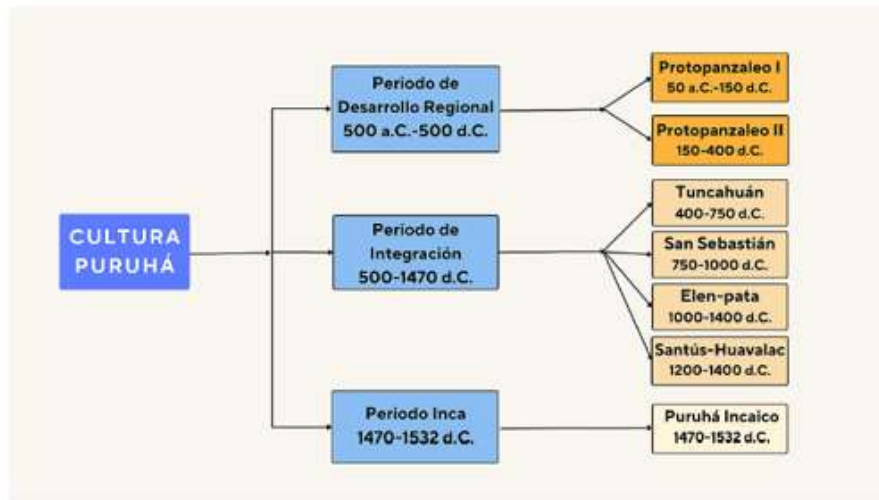 Periodo de
Desarrollo Regional
500 a.C.-500 d.C.
Protopanzaleo I
50 a.C.-150 d.C.
Protopanzaleo II
150-400 d.C.
CULTURA
PURUHÁ
Período de
Integración
500-1470 d.C.
Tuncahuán
400-750 d.C.
San Sebastián
750-1000 d.C.
Elen-pata
1000-1400 d.C.
Santús-Huavalac
1200-1400 d.C.
Periodo Inca
1470-1532 d.C.
Puruhá Incaico
1470-1532 d.C.